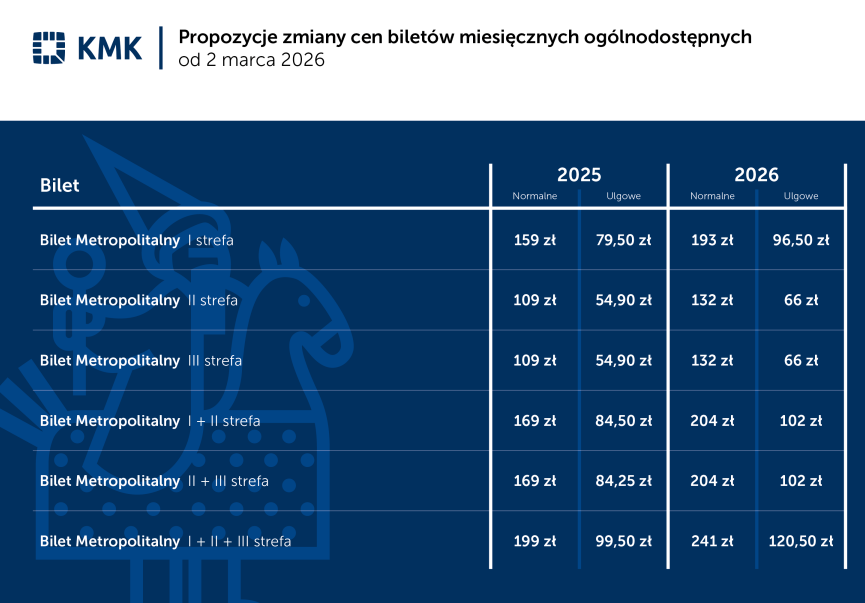 KMK
Propozycje zmiany cen biletów miesięcznych ogólnodostępnych
od 2 marca 2026
Bilet 2025 2026
Normalne Ulgowe Normalne Ulgowe
Bilet Metropolitalny I strefa 159 zł 79,50 zł 193 zł 96,50 zł
Bilet Metropolitalny II strefa 109 zł 54,90 zł 132 zł 66 zł
Bilet Metropolitalny III strefa 109 zł 54,90 zł 132 zł 66 zł
Bilet Metropolitalny I + II strefa 169 zł 84,50 zł 204 zł 102 zł
Bilet Metropolitalny II + III strefa 169 zł 84,25 zł 204 zł 102 zł
Bilet Metropolitalny I + II + III strefa 199 zł 99,50 zł 241 zł 120,50 zł